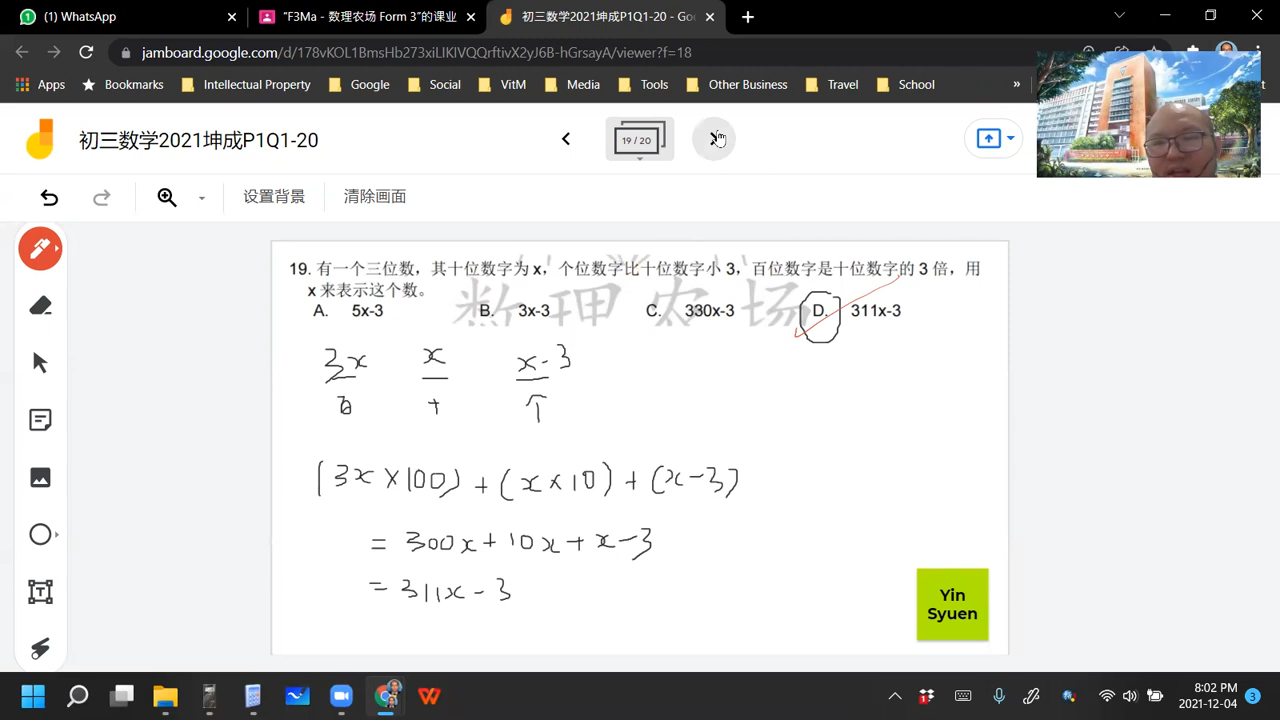 (1) WhatsApp
"F3Ma - 数理农场 Form 3"的课业
初三数学2021坤成P1Q1-20 - Goo
jamboard.google.com/d/178vKOL1BmsHb273xiLIKIVQQrftivX2yJ6B-hGrsayA/viewer?f=18
Apps
Bookmarks
Intellectual Property
Google
Social
VitM
Media
Tools
Other Business
Travel
School
»
初三数学2021坤成P1Q1-20
19 / 20
设置背景
清除画面
数理农场
19. 有一个三位数，其十位数字为 x，个位数字比十位数字小 3，百位数字是十位数字的 3 倍，用
x 来表示这个数。
A. 5x-3 B. 3x-3 C. 330x-3 D. 311x-3
3x x x-3
百 十 个
(3x×100) + (x×10) + (x-3)
= 300x + 10x + x - 3
= 311x - 3
Yin
Syuen
8:02 PM
2021-12-04
3